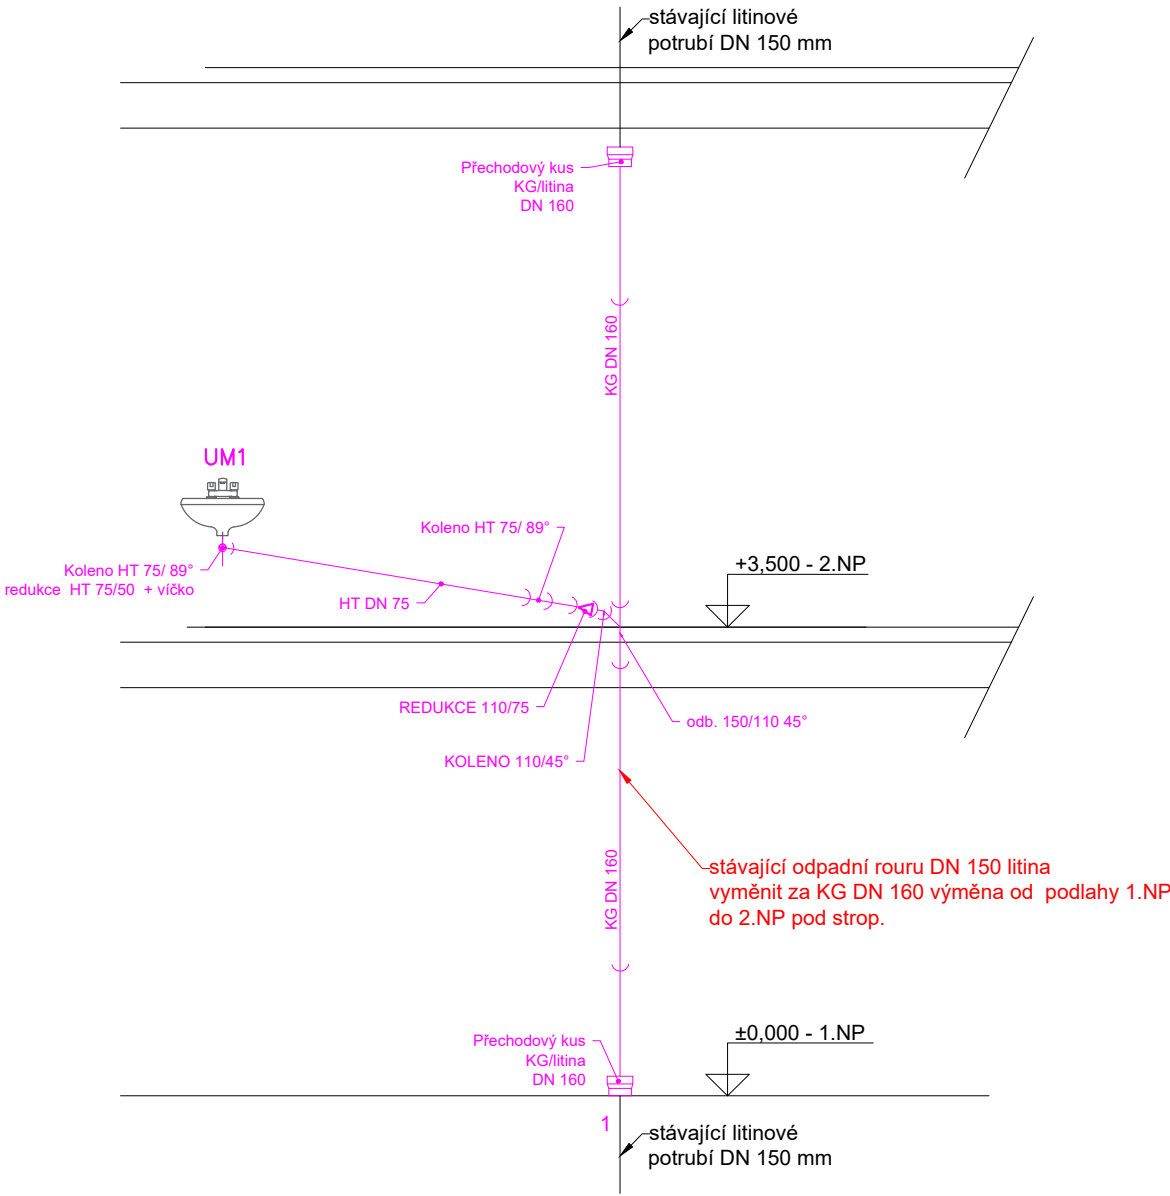 stávající litinové
potrubí DN 150 mm
Přechodový kus
KG/litina
DN 160
KG DN 160
UM1
Koleno HT 75/ 89°
Koleno HT 75/ 89°
redukce  HT 75/50  + víčko
HT DN 75
+3,500 - 2.NP
REDUKCE 110/75
odb. 150/110 45°
KOLENO 110/45°
stávající odpadní rouru DN 150 litina
vyměnit za KG DN 160 výměna od  podlahy 1.NP
do 2.NP pod strop.
KG DN 160
Přechodový kus
KG/litina
DN 160
±0,000 - 1.NP
1
stávající litinové
potrubí DN 150 mm